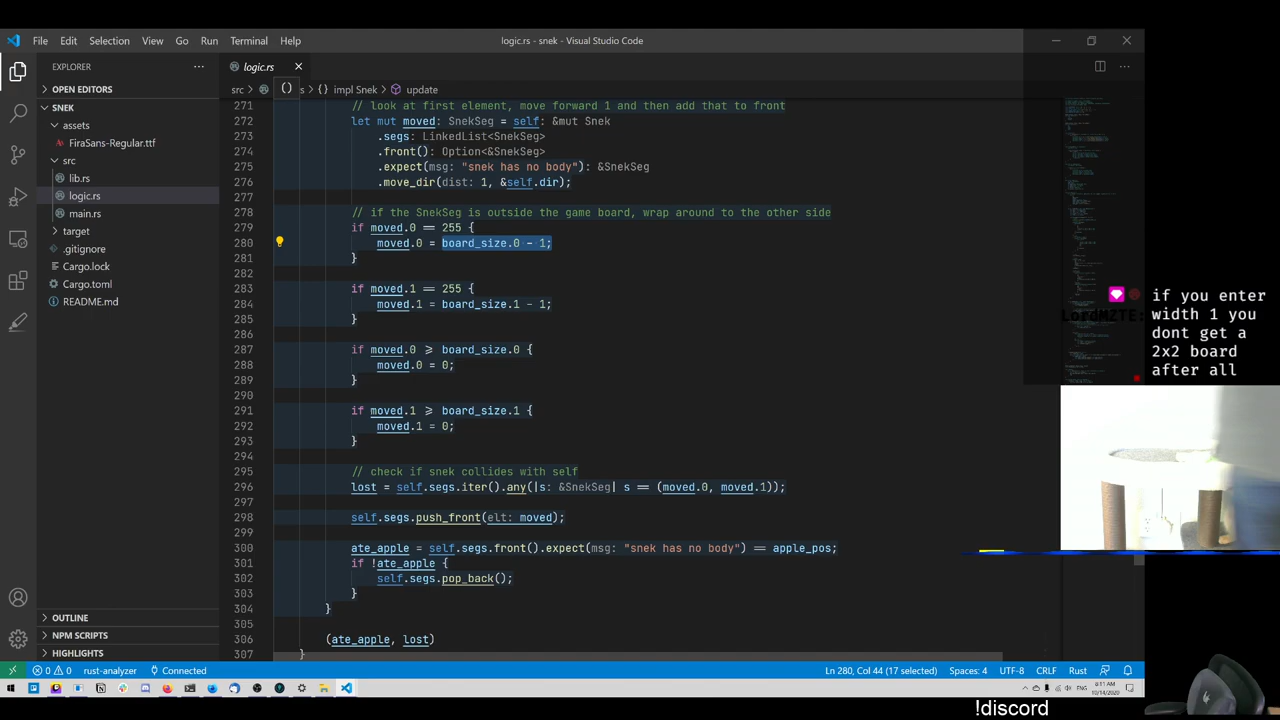 File Edit Selection View Go Run Terminal Help
logic.rs - snek - Visual Studio Code
EXPLORER
OPEN EDITORS
SNEK
assets
FiraSans-Regular.ttf
src
lib.rs
logic.rs
main.rs
target
.gitignore
Cargo.lock
Cargo.toml
README.md
OUTLINE
NPM SCRIPTS
HIGHLIGHTS
logic.rs
src () s {} impl Snek update
271 // look at first element, move forward 1 and then add that to front
272 let mut moved: SnekSeg = self: &mut Snek
273 .segs: LinkedList<SnekSeg>
274 .front(): Option<&SnekSeg>
275 .expect(msg: "snek has no body"): &SnekSeg
276 .move_dir(dist: 1, &self.dir);
277
278 // if the SnekSeg is outside the game board, wrap around to the other side
279 if moved.0 == 255
280 moved.0 = board_size.0 - 1;
281 }
282
283 if moved.1 == 255 {
284 moved.1 = board_size.1 - 1;
285 }
286
287 if moved.0 >= board_size.0 {
288 moved.0 = 0;
289 }
290
291 if moved.1 >= board_size.1 {
292 moved.1 = 0;
293 }
294
295 // check if snek collides with self
296 lost = self.segs.iter().any(|s: &SnekSeg| s == (moved.0, moved.1));
297
298 self.segs.push_front(elt: moved);
299
300 ate_apple = self.segs.front().expect(msg: "snek has no body") == apple_pos;
301 if !ate_apple {
302 self.segs.pop_back();
303 }
304 }
305
306 (ate_apple, lost)
307 }
LordMZTE:
if you enter
width 1 you
dont get a
2x2 board
after all
0 0 rust-analyzer Connected
Ln 280, Col 44 (17 selected) Spaces: 4 UTF-8 CRLF Rust
ENG
8:11 AM
10/14/2020
!discord